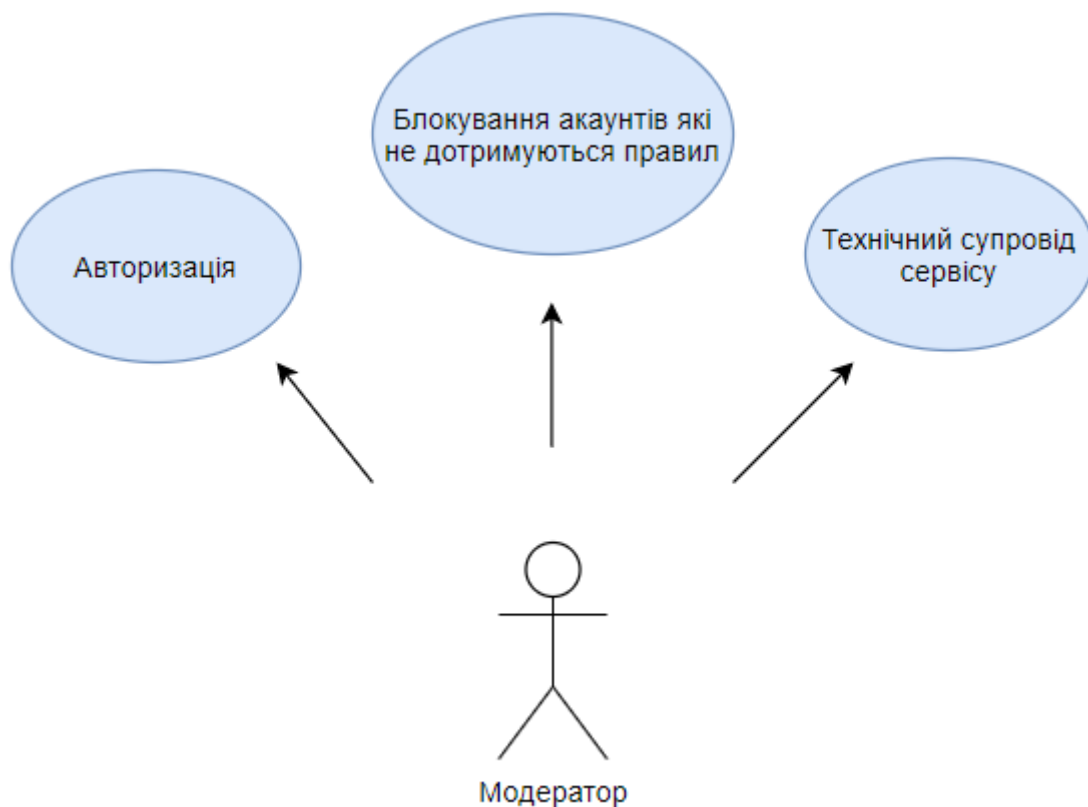 Блокування акаунтів які
не дотримуються правил
Авторизація
Технічний супровід
сервісу
Модератор